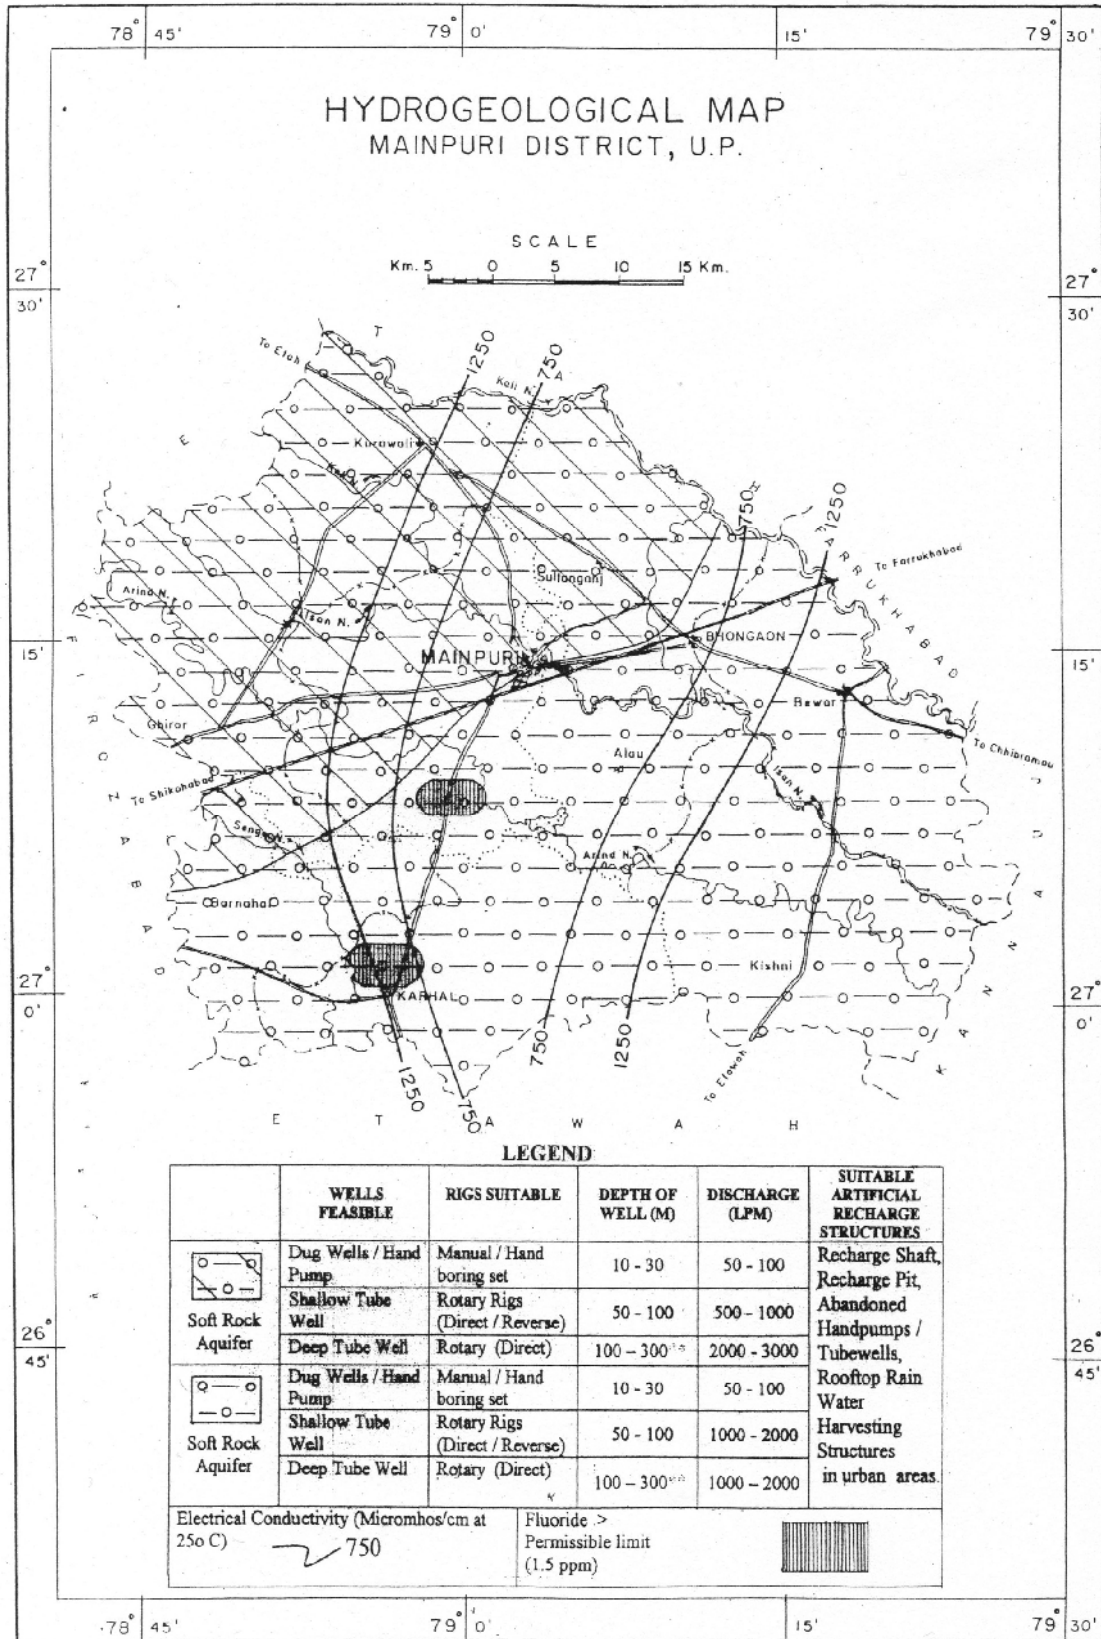 78° 45'
79° 0'
15'
79° 30'
HYDROGEOLOGICAL MAP
MAINPURI DISTRICT, U.P.
SCALE
Km. 5 0 5 10 15 Km.
27° 30'
27° 30'
E T A H
To Etah
1250
750
Kali N.
Kurawali
Kali N.
750
1250
FARRUKHABAD
To Farrukhabad
Sultanganj
Arind N.
Isan N.
15'
15'
BHONGAON
MAINPURI
Ghiror
Bewar
To Chhibramau
Alau
Isan N.
To Shikohabad
Senga N.
Arind N.
FIROZABAD
Barnahal
Kishni
KANNAUJ
27° 0'
27° 0'
KARHAL
750
1250
To Etawah
1250
750
E T A W A H
LEGEND
WELLS FEASIBLE
RIGS SUITABLE
DEPTH OF WELL (M)
DISCHARGE (LPM)
SUITABLE ARTIFICIAL RECHARGE STRUCTURES
Soft Rock Aquifer
Dug Wells / Hand Pump
Manual / Hand boring set
10 - 30
50 - 100
Shallow Tube Well
Rotary Rigs (Direct / Reverse)
50 - 100
500 - 1000
Deep Tube Well
Rotary (Direct)
100 – 300
2000 - 3000
Soft Rock Aquifer
Dug Wells / Hand Pump
Manual / Hand boring set
10 - 30
50 - 100
Shallow Tube Well
Rotary Rigs (Direct / Reverse)
50 - 100
1000 - 2000
Deep Tube Well
Rotary (Direct)
100 – 300
1000 – 2000
Recharge Shaft,
Recharge Pit,
Abandoned
Handpumps /
Tubewells,
Rooftop Rain
Water
Harvesting
Structures
in urban areas.
Electrical Conductivity (Micromhos/cm at
25o C)
750
Fluoride >
Permissible limit
(1.5 ppm)
26° 45'
26° 45'
78° 45'
79° 0'
15'
79° 30'